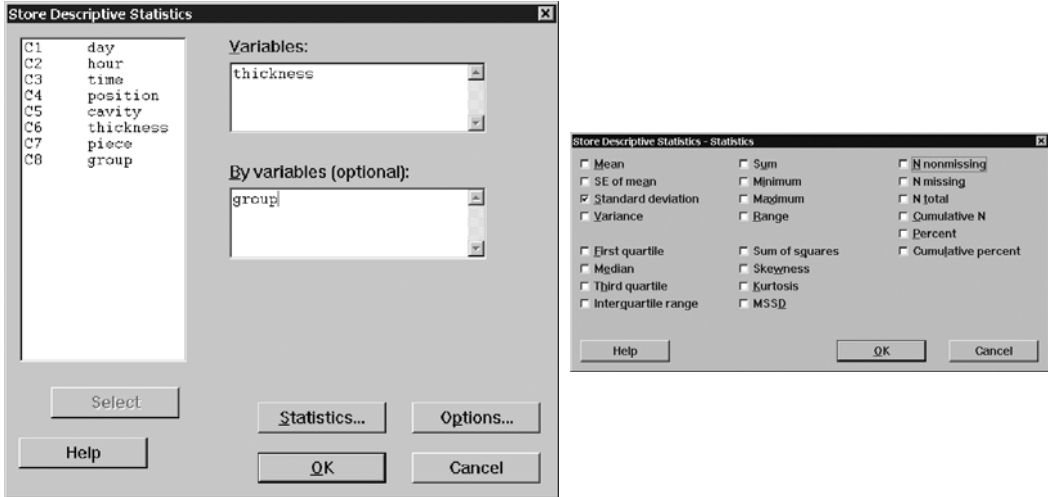 Store Descriptive Statistics
C1 day
C2 hour
C3 time
C4 position
C5 cavity
C6 thickness
C7 piece
C8 group
Variables:
thickness
By variables (optional):
group
Select
Statistics...
Options...
Help
OK
Cancel
Store Descriptive Statistics - Statistics
Mean
Sum
N nonmissing
SE of mean
Minimum
N missing
Standard deviation
Maximum
N total
Variance
Range
Cumulative N
Percent
First quartile
Sum of squares
Cumulative percent
Median
Skewness
Third quartile
Kurtosis
Interquartile range
MSSD
Help
OK
Cancel